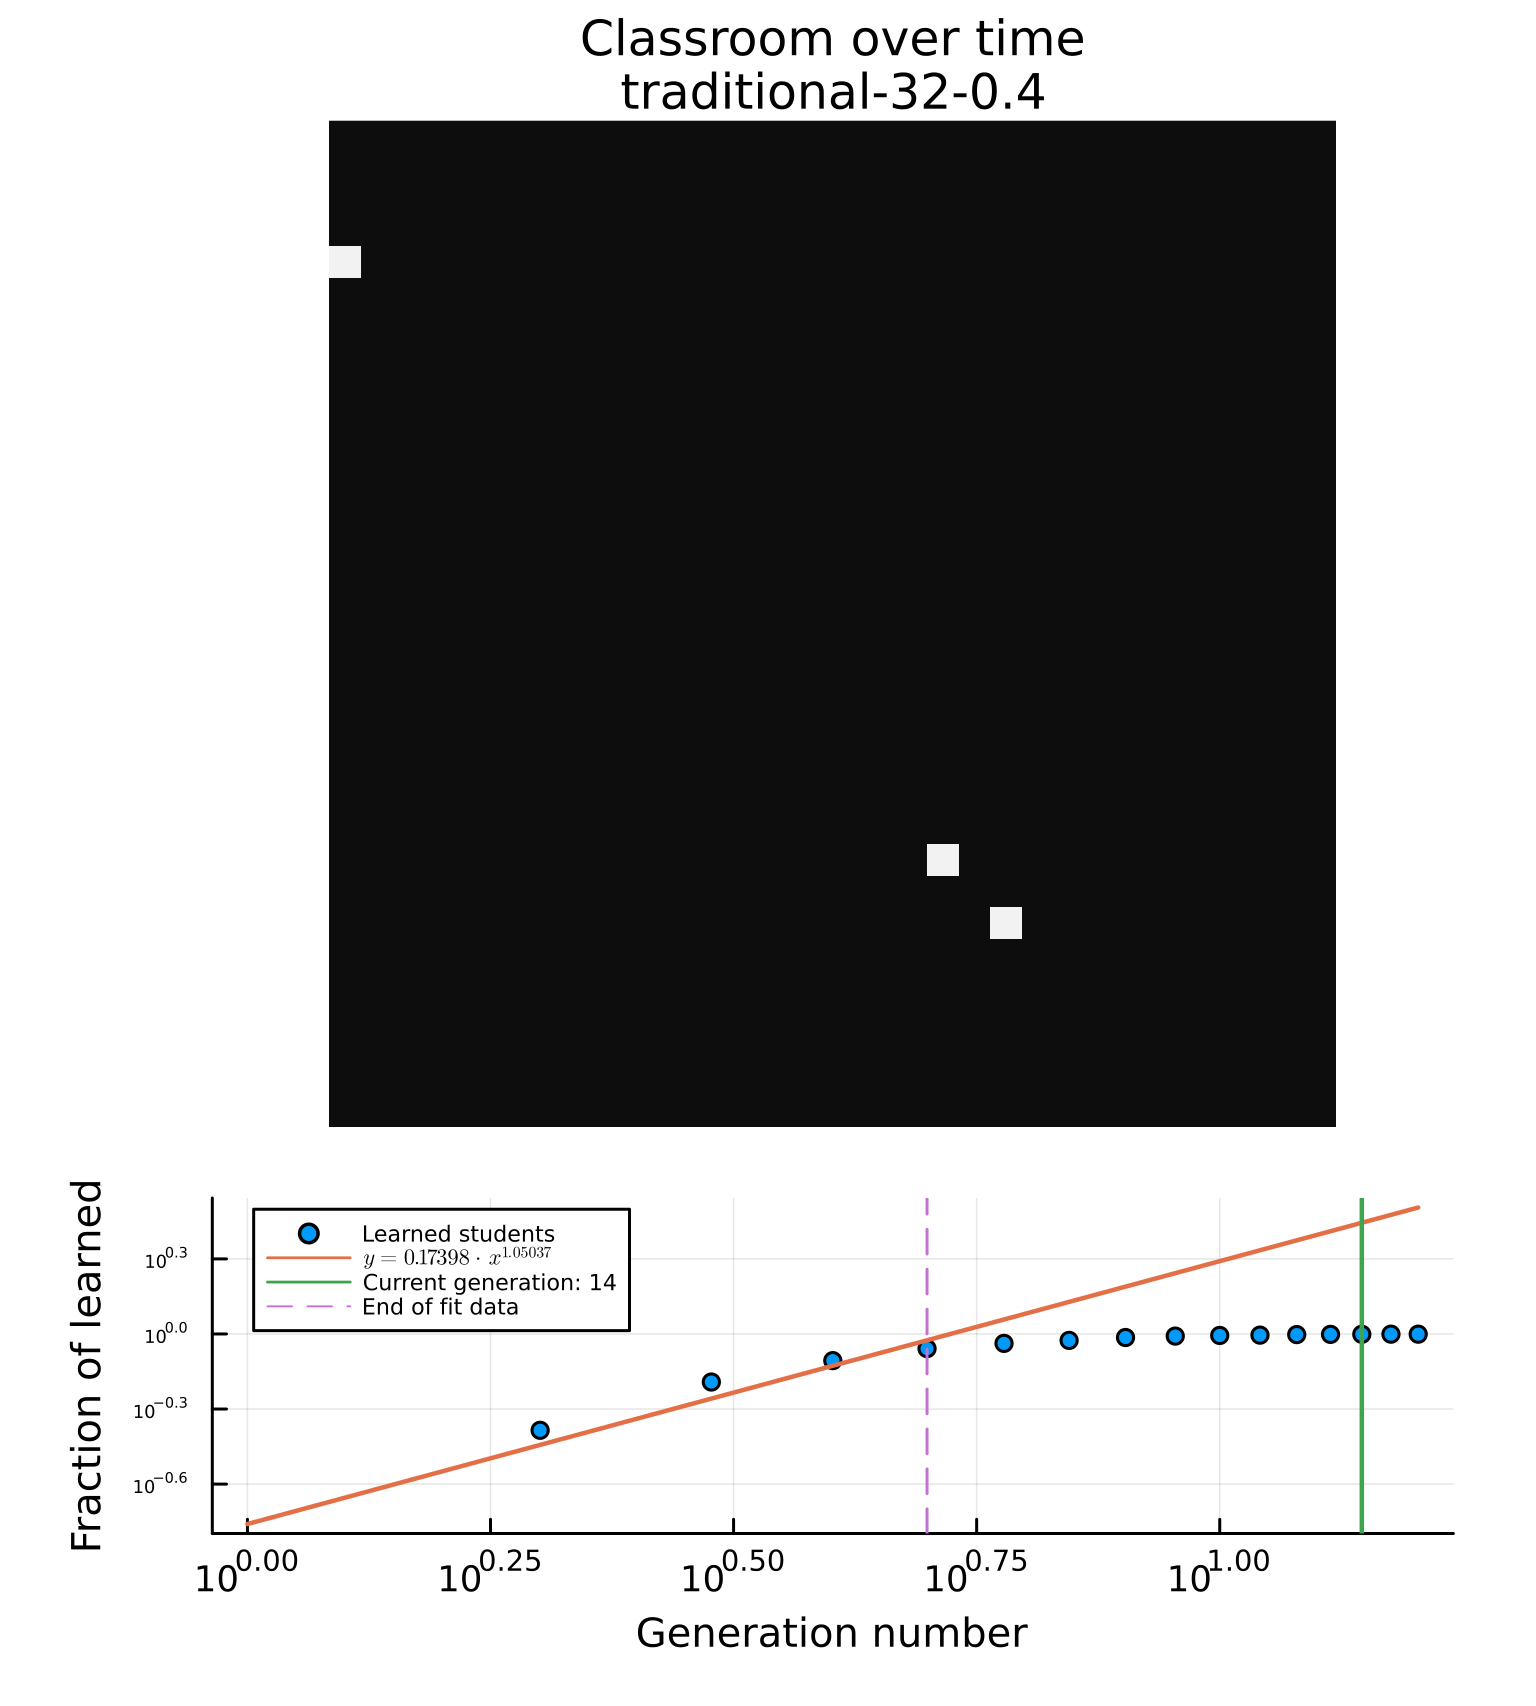 Classroom over time
traditional-32-0.4
Fraction of learned
Learned students
y = 0.17398 · x^1.05037
Current generation: 14
End of fit data
10^0.3
10^0.0
10^−0.3
10^−0.6
10^0.00 10^0.25 10^0.50 10^0.75 10^1.00
Generation number